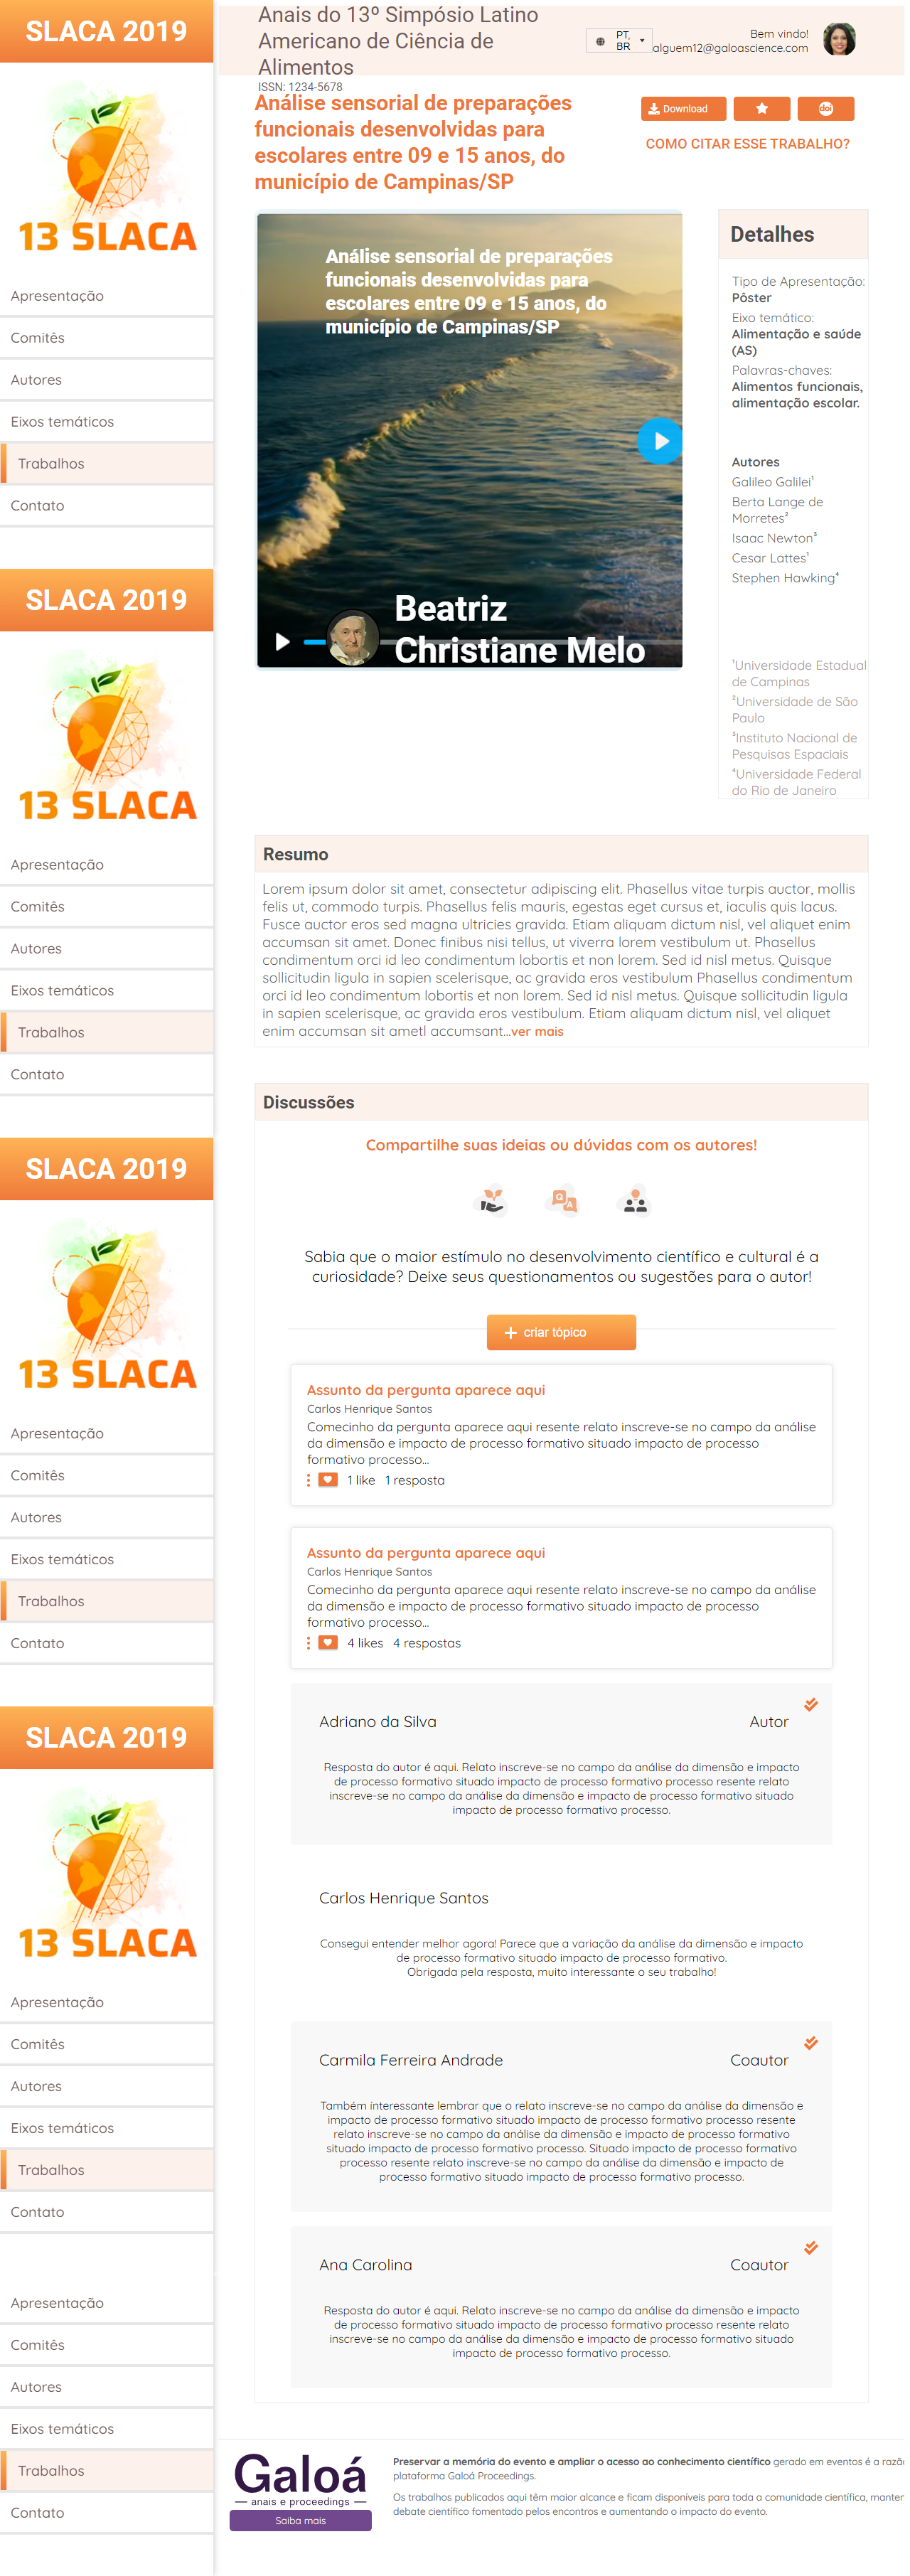 SLACA 2019
13 SLACA
Apresentação
Comitês
Autores
Eixos temáticos
Trabalhos
Contato
SLACA 2019
13 SLACA
Apresentação
Comitês
Autores
Eixos temáticos
Trabalhos
Contato
SLACA 2019
13 SLACA
Apresentação
Comitês
Autores
Eixos temáticos
Trabalhos
Contato
SLACA 2019
13 SLACA
Apresentação
Comitês
Autores
Eixos temáticos
Trabalhos
Contato
Apresentação
Comitês
Autores
Eixos temáticos
Trabalhos
Contato
Anais do 13º Simpósio Latino
Americano de Ciência de
Alimentos
ISSN: 1234-5678
PT,
BR
Bem vindo!
alguem12@galoascience.com
Análise sensorial de preparações
funcionais desenvolvidas para
escolares entre 09 e 15 anos, do
município de Campinas/SP
Download
doi
COMO CITAR ESSE TRABALHO?
Análise sensorial de preparações
funcionais desenvolvidas para
escolares entre 09 e 15 anos, do
município de Campinas/SP
Beatriz
Christiane Melo
Detalhes
Tipo de Apresentação:
Pôster
Eixo temático:
Alimentação e saúde
(AS)
Palavras-chaves:
Alimentos funcionais,
alimentação escolar.
Autores
Galileo Galilei¹
Berta Lange de
Morretes²
Isaac Newton³
Cesar Lattes¹
Stephen Hawking⁴
¹Universidade Estadual
de Campinas
²Universidade de São
Paulo
³Instituto Nacional de
Pesquisas Espaciais
⁴Universidade Federal
do Rio de Janeiro
Resumo
Lorem ipsum dolor sit amet, consectetur adipiscing elit. Phasellus vitae turpis auctor, mollis
felis ut, commodo turpis. Phasellus felis mauris, egestas eget cursus et, iaculis quis lacus.
Fusce auctor eros sed magna ultricies gravida. Etiam aliquam dictum nisl, vel aliquet enim
accumsan sit amet. Donec finibus nisi tellus, ut viverra lorem vestibulum ut. Phasellus
condimentum orci id leo condimentum lobortis et non lorem. Sed id nisl metus. Quisque
sollicitudin ligula in sapien scelerisque, ac gravida eros vestibulum Phasellus condimentum
orci id leo condimentum lobortis et non lorem. Sed id nisl metus. Quisque sollicitudin ligula
in sapien scelerisque, ac gravida eros vestibulum. Etiam aliquam dictum nisl, vel aliquet
enim accumsan sit ametl accumsant...ver mais
Discussões
Compartilhe suas ideias ou dúvidas com os autores!
Q
A
Sabia que o maior estímulo no desenvolvimento científico e cultural é a
curiosidade? Deixe seus questionamentos ou sugestões para o autor!
criar tópico
Assunto da pergunta aparece aqui
Carlos Henrique Santos
Comecinho da pergunta aparece aqui resente relato inscreve-se no campo da análise
da dimensão e impacto de processo formativo situado impacto de processo
formativo processo...
1 like 1 resposta
Assunto da pergunta aparece aqui
Carlos Henrique Santos
Comecinho da pergunta aparece aqui resente relato inscreve-se no campo da análise
da dimensão e impacto de processo formativo situado impacto de processo
formativo processo...
4 likes 4 respostas
Adriano da Silva Autor
Resposta do autor é aqui. Relato inscreve-se no campo da análise da dimensão e impacto
de processo formativo situado impacto de processo formativo processo resente relato
inscreve-se no campo da análise da dimensão e impacto de processo formativo situado
impacto de processo formativo processo.
Carlos Henrique Santos
Consegui entender melhor agora! Parece que a variação da análise da dimensão e impacto
de processo formativo situado impacto de processo formativo.
Obrigada pela resposta, muito interessante o seu trabalho!
Carmila Ferreira Andrade Coautor
Também ínteressante lembrar que o relato inscreve-se no campo da análise da dimensão e
impacto de processo formativo situado impacto de processo formativo processo resente
relato inscreve-se no campo da análise da dimensão e impacto de processo formativo
situado impacto de processo formativo processo. Situado impacto de processo formativo
processo resente relato inscreve-se no campo da análise da dimensão e impacto de
processo formativo situado impacto de processo formativo processo.
Ana Carolina Coautor
Resposta do autor é aqui. Relato inscreve-se no campo da análise da dimensão e impacto
de processo formativo situado impacto de processo formativo processo resente relato
inscreve-se no campo da análise da dimensão e impacto de processo formativo situado
impacto de processo formativo processo.
Galoá
anais e proceedings
Saiba mais
Preservar a memória do evento e ampliar o acesso ao conhecimento científico gerado em eventos é a razã
plataforma Galoá Proceedings.
Os trabalhos publicados aqui têm maior alcance e ficam disponíveis para toda a comunidade científica, manter
debate científico fomentado pelos encontros e aumentando o impacto do evento.